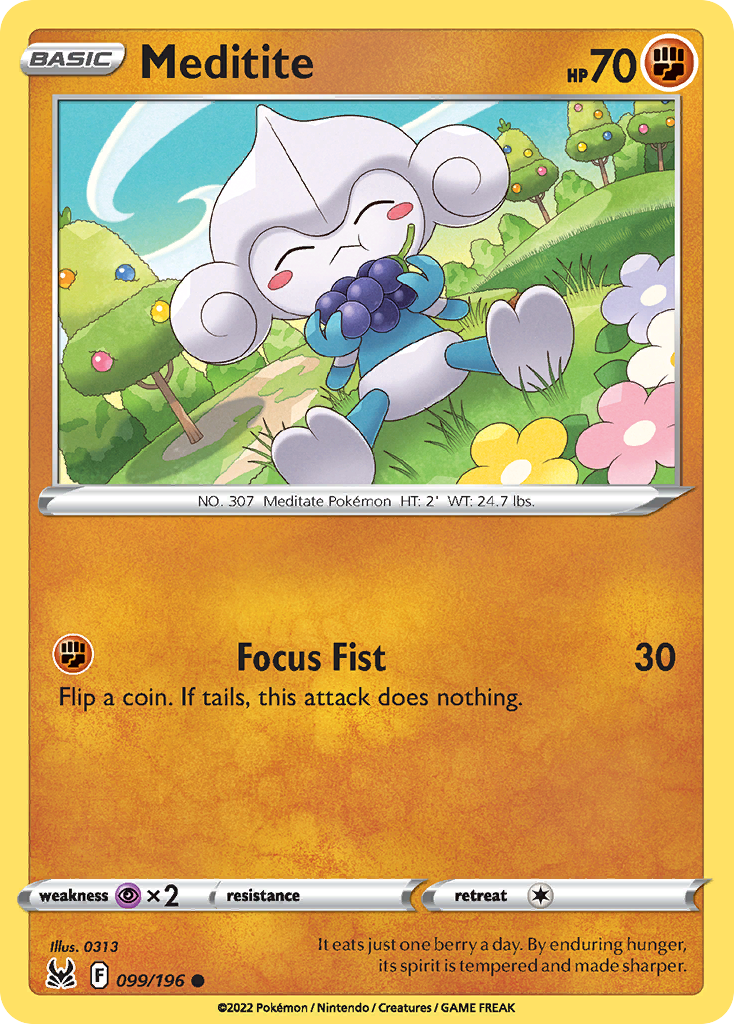 BASIC Meditite HP 70
NO. 307 Meditate Pokémon HT: 2' WT: 24.7 lbs.
Focus Fist 30
Flip a coin. If tails, this attack does nothing.
weakness ×2 resistance retreat
Illus. 0313
It eats just one berry a day. By enduring hunger,
its spirit is tempered and made sharper.
F 099/196
©2022 Pokémon / Nintendo / Creatures / GAME FREAK